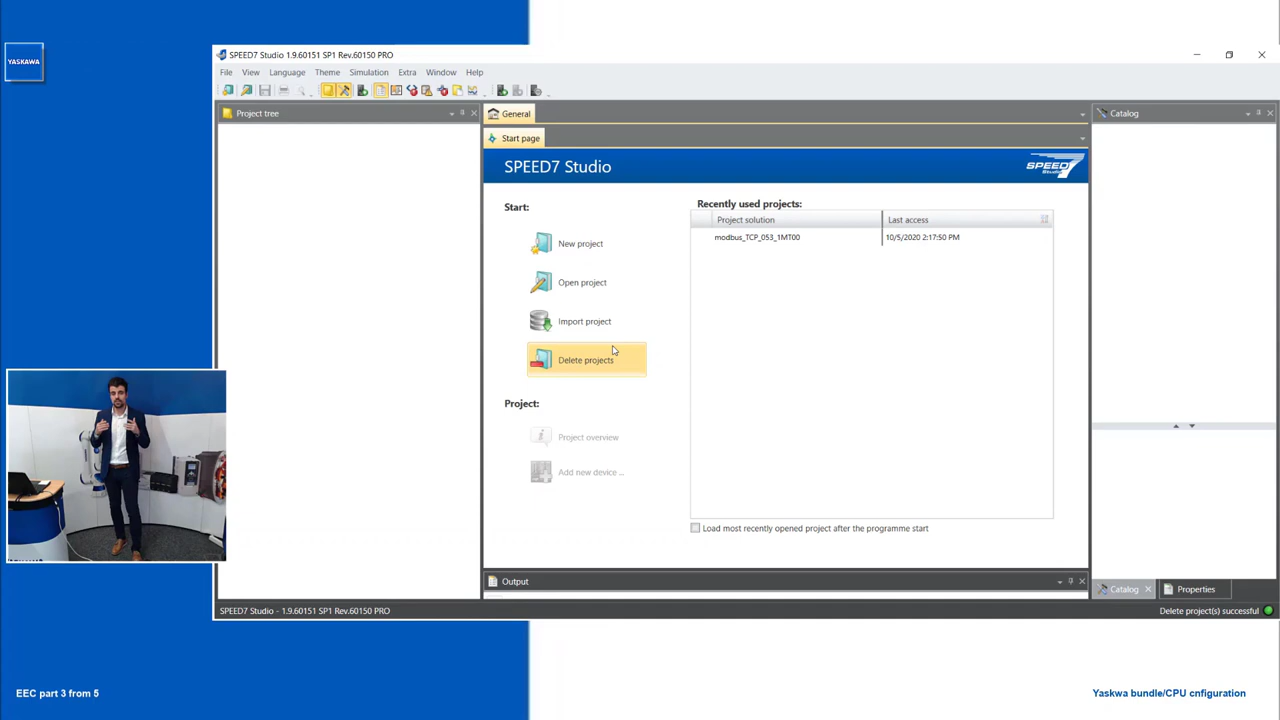 YASKAWA
SPEED7 Studio 1.9.60151 SP1 Rev.60150 PRO
File View Language Theme Simulation Extra Window Help
Project tree
General
Catalog
Start page
SPEED7 Studio
SPEED7 Studio
Start:
New project
Open project
Import project
Delete projects
Project:
Project overview
Add new device ...
Recently used projects:
Project solution Last access
modbus_TCP_053_1MT00 10/5/2020 2:17:50 PM
Load most recently opened project after the programme start
Output
Catalog Properties
SPEED7 Studio - 1.9.60151 SP1 Rev.60150 PRO
Delete project(s) successful
EEC part 3 from 5
Yaskwa bundle/CPU cnfiguration